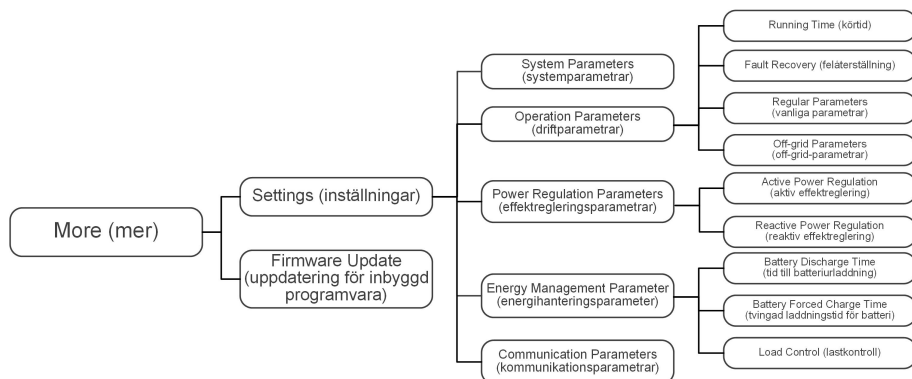 More (mer)
Settings (inställningar)
Firmware Update
(uppdatering för inbyggd
programvara)
System Parameters
(systemparametrar)
Operation Parameters
(driftparametrar)
Power Regulation Parameters
(effektregleringsparametrar)
Energy Management Parameter
(energihanteringsparameter)
Communication Parameters
(kommunikationsparametrar)
Running Time (körtid)
Fault Recovery (felåterställning)
Regular Parameters
(vanliga parametrar)
Off-grid Parameters
(off-grid-parametrar)
Active Power Regulation
(aktiv effektreglering)
Reactive Power Regulation
(reaktiv effektreglering)
Battery Discharge Time
(tid till batteriurladdning)
Battery Forced Charge Time
(tvingad laddningstid för batteri)
Load Control (lastkontroll)